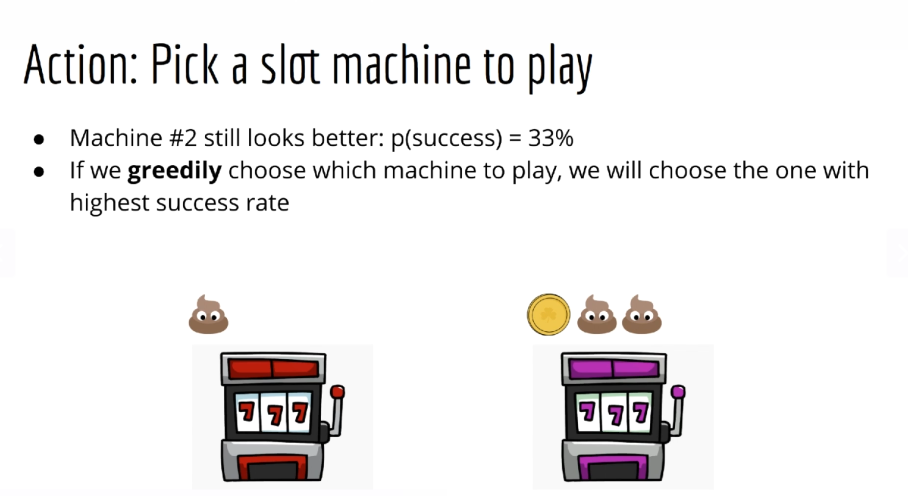 Action: Pick a slot machine to play
● Machine #2 still looks better: p(success) = 33%
● If we greedily choose which machine to play, we will choose the one with
highest success rate
777 777